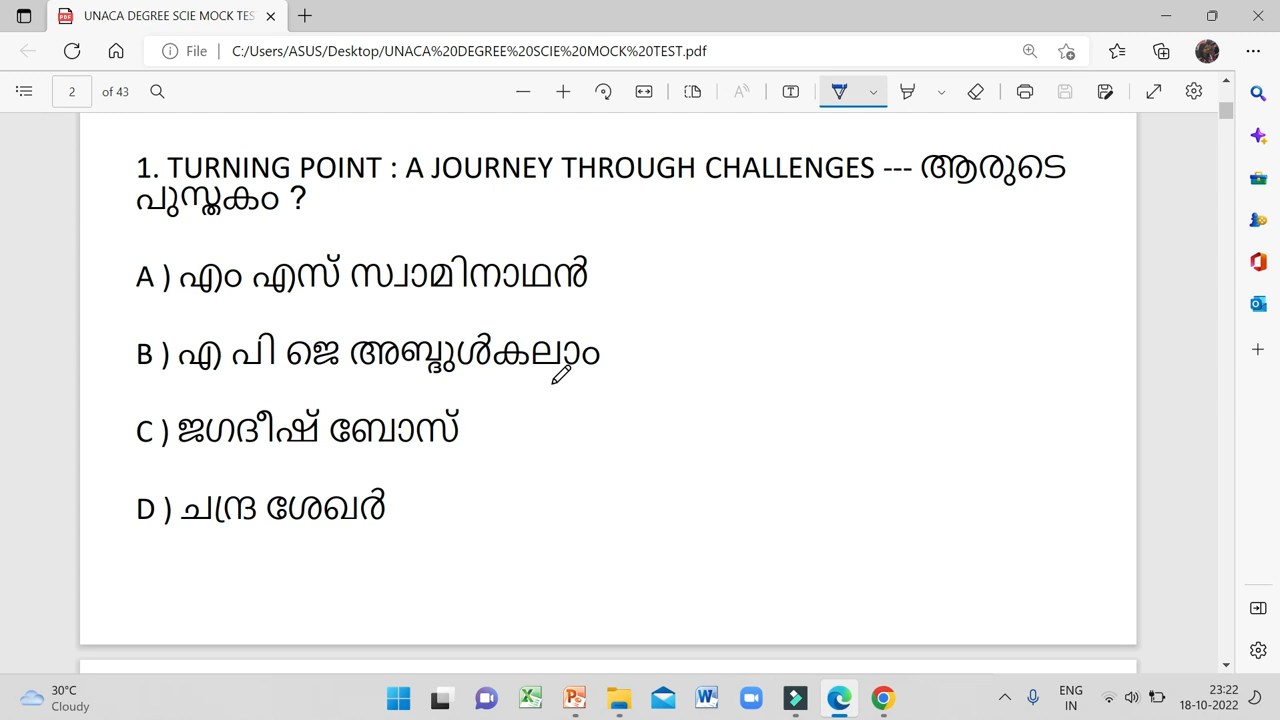 UNACA DEGREE SCIE MOCK TES
File
C:/Users/ASUS/Desktop/UNACA%20DEGREE%20SCIE%20MOCK%20TEST.pdf
2 of 43
1. TURNING POINT : A JOURNEY THROUGH CHALLENGES --- ആരുടെ
പുസ്തകം ?
A ) എം എസ് സ്വാമിനാഥൻ
B ) എ പി ജെ അബ്ദുൾകലാം
C ) ജഗദീഷ് ബോസ്
D ) ചന്ദ്ര ശേഖർ
30°C
Cloudy
ENG
IN
23:22
18-10-2022